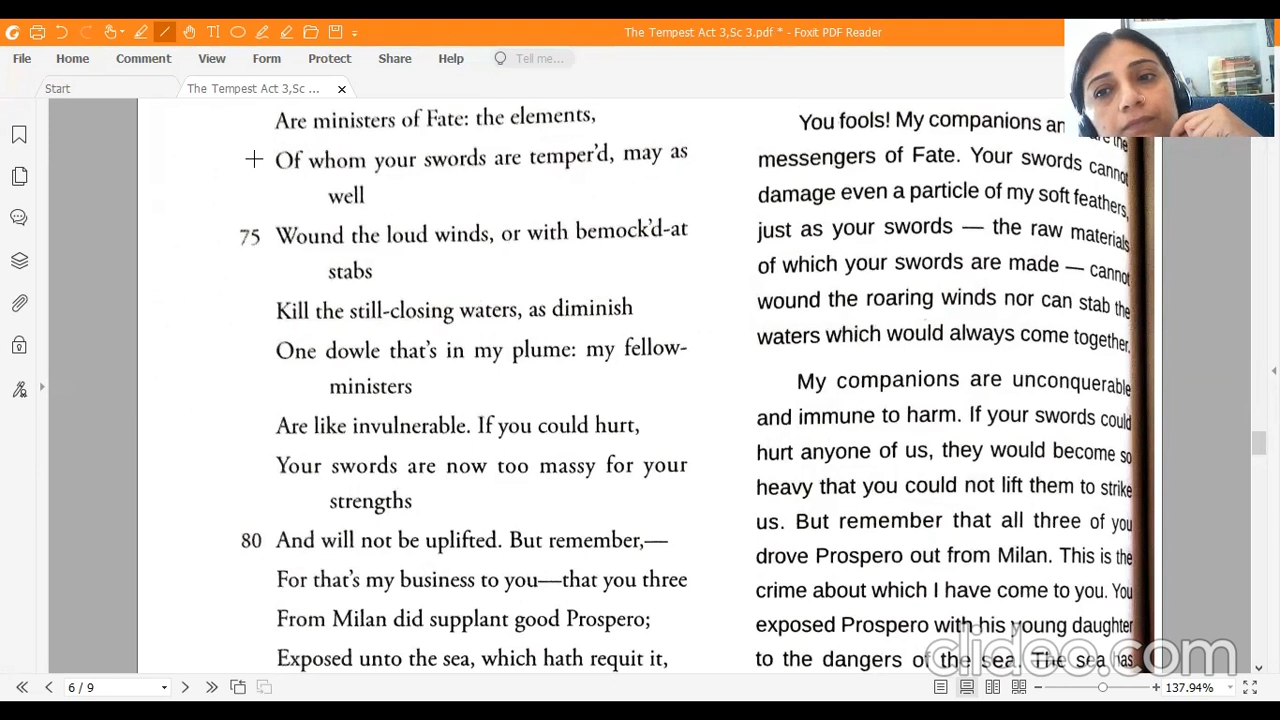 The Tempest Act 3,Sc 3.pdf * - Foxit PDF Reader
File Home Comment View Form Protect Share Help Tell me...
Start The Tempest Act 3,Sc ...
Are ministers of Fate: the elements,
Of whom your swords are temper'd, may as
well
75 Wound the loud winds, or with bemock'd-at
stabs
Kill the still-closing waters, as diminish
One dowle that's in my plume: my fellow-
ministers
Are like invulnerable. If you could hurt,
Your swords are now too massy for your
strengths
80 And will not be uplifted. But remember,—
For that's my business to you—that you three
From Milan did supplant good Prospero;
Exposed unto the sea, which hath requit it,
You fools! My companions an
are the
messengers of Fate. Your swords cannot
damage even a particle of my soft feathers,
just as your swords — the raw materials
of which your swords are made — cannot
wound the roaring winds nor can stab the
waters which would always come together.
My companions are unconquerable
and immune to harm. If your swords could
hurt anyone of us, they would become so
heavy that you could not lift them to strike
us. But remember that all three of you
drove Prospero out from Milan. This is the
crime about which I have come to you. You
exposed Prospero with his young daughter
to the dangers of the sea. The sea has
clideo.com
6 / 9
137.94%